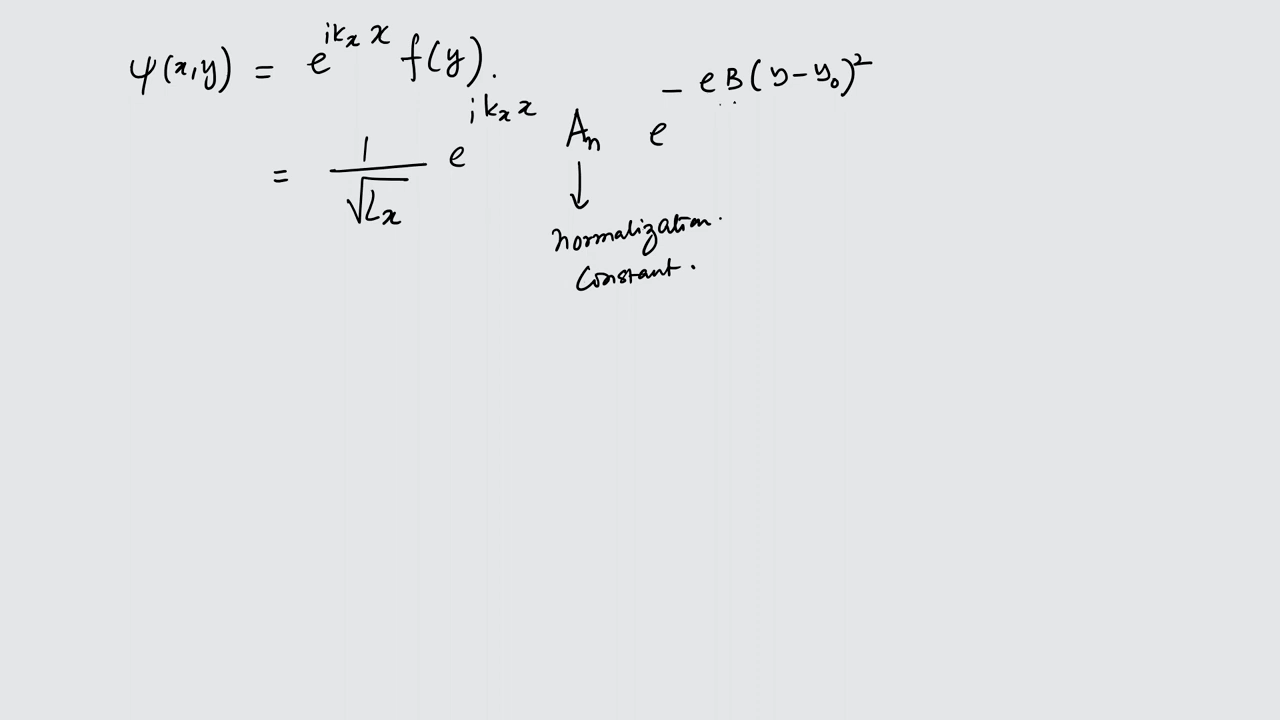 ψ(x,y) = e^{ik_x x} f(y).
= 1/√L_x e^{ik_x x} A_n e^{-eB(y-y_0)^2}
↓
Normalization.
Constant.